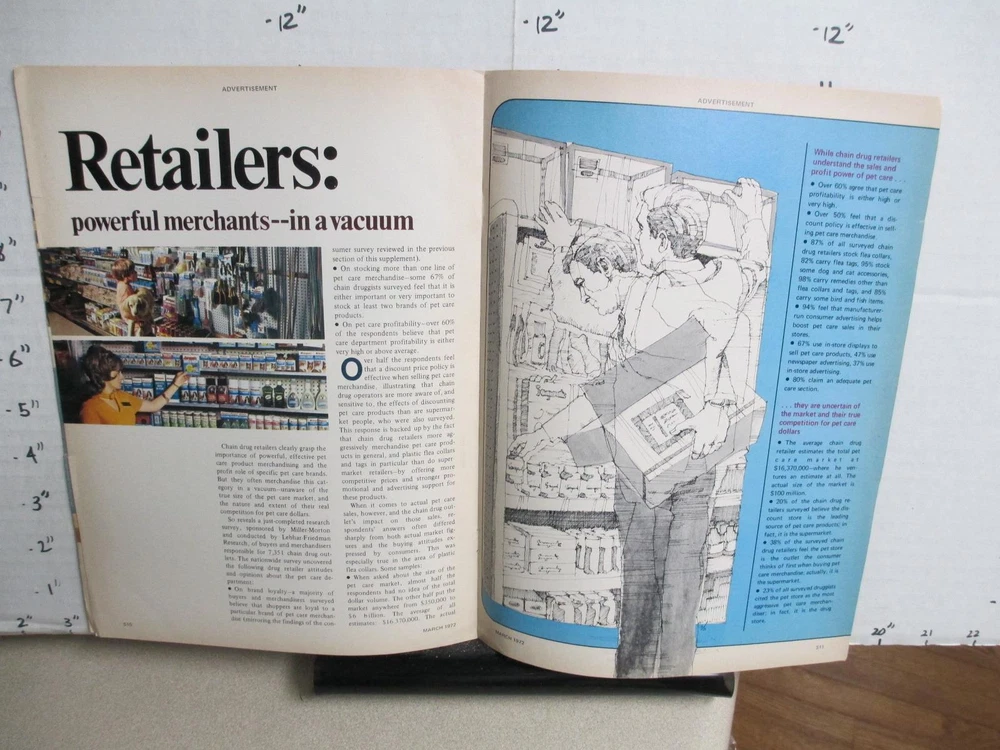 -12"
-12"
-12"
7"
- 6"
- 5"
- 4"
- 3"
- 2"
- 1"
2"
3"
20"
21
22
ADVERTISEMENT
Retailers:
powerful merchants--in a vacuum
Chain drug retailers clearly grasp the
importance of powerful, effective pet
care product merchandising and the
profit role of specific pet care brands.
But they often merchandise this cat-
egory in a vacuum--unaware of the
true size of the pet care market, and
the nature and extent of their real
competition for pet care dollars.
So reveals a just-completed research
survey, sponsored by Miller-Morton
and conducted by Lebhar-Friedman
Research, of buyers and merchandisers
responsible for 7,351 chain drug out-
lets. The nationwide survey uncovered
the following drug retailer attitudes
and opinions about the pet care de-
partment:
• On brand loyalty--a majority of
buyers and merchandisers surveyed
believe that shoppers are loyal to a
particular brand of pet care merchan-
dise (mirroring the findings of the con-
sumer survey reviewed in the previous
section of this supplement).
• On stocking more than one line of
pet care merchandise--some 67% of
chain druggists surveyed feel that it is
either important or very important to
stock at least two brands of pet care
products.
• On pet care profitability--over 60%
of the respondents believe that pet
care department profitability is either
very high or above average.
Over half the respondents feel
that a discount price policy is
effective when selling pet care
merchandise, illustrating that chain
drug operators are more aware of, and
sensitive to, the effects of discounting
pet care products than are supermar-
ket people, who were also surveyed.
This response is backed up by the fact
that chain drug retailers more ag-
gressively merchandise pet care prod-
ucts in general, and plastic flea collars
and tags in particular than do super
market retailers--by offering more
competitive prices and stronger pro-
motional and advertising support for
these products.
When it comes to actual pet care
sales, however, and the chain drug out-
let's impact on those sales, re-
spondents' answers often differed
sharply from both actual market fig-
ures and the buying attitudes ex-
pressed by consumers. This was
especially true in the area of plastic
flea collars. Some samples:
• When asked about the size of the
pet care market, almost half the
respondents had no idea of the total
dollar volume. The other half put the
market anywhere from $350,000 to
$6 billion. The average of all
estimates: $16,370,000. The actual
MARCH 1977
ADVERTISEMENT
While chain drug retailers
understand the sales and
profit power of pet care . . .
• Over 60% agree that pet care
profitability is either high or
very high.
• Over 50% feel that a dis-
count policy is effective in sell-
ing pet care merchandise.
• 87% of all surveyed chain
drug retailers stock flea collars,
82% carry flea tags, 95% stock
some dog and cat accessories,
98% carry remedies other than
flea collars and tags, and 85%
carry some bird and fish items.
• 94% feel that manufacturer-
run consumer advertising helps
boost pet care sales in their
stores.
• 67% use in-store displays to
sell pet care products, 47% use
newspaper advertising, 37% use
in-store advertising.
• 80% claim an adequate pet
care section.
. . . they are uncertain of
the market and their true
competition for pet care
dollars
• The average chain drug
retailer estimates the total pet
care market at
$16,370,000--where he ven-
tures an estimate at all. The
actual size of the market is
$100 million.
• 20% of the chain drug re-
tailers surveyed believe the dis-
count store is the leading
source of pet care products; in
fact, it is the supermarket.
• 38% of the surveyed chain
drug retailers feel the pet store
is the outlet the consumer
thinks of first when buying pet
care merchandise; actually, it is
the supermarket.
• 23% of all surveyed druggists
cited the pet store as the most
aggressive pet care merchan-
diser; in fact, it is the drug
store.
MARCH 1977
211